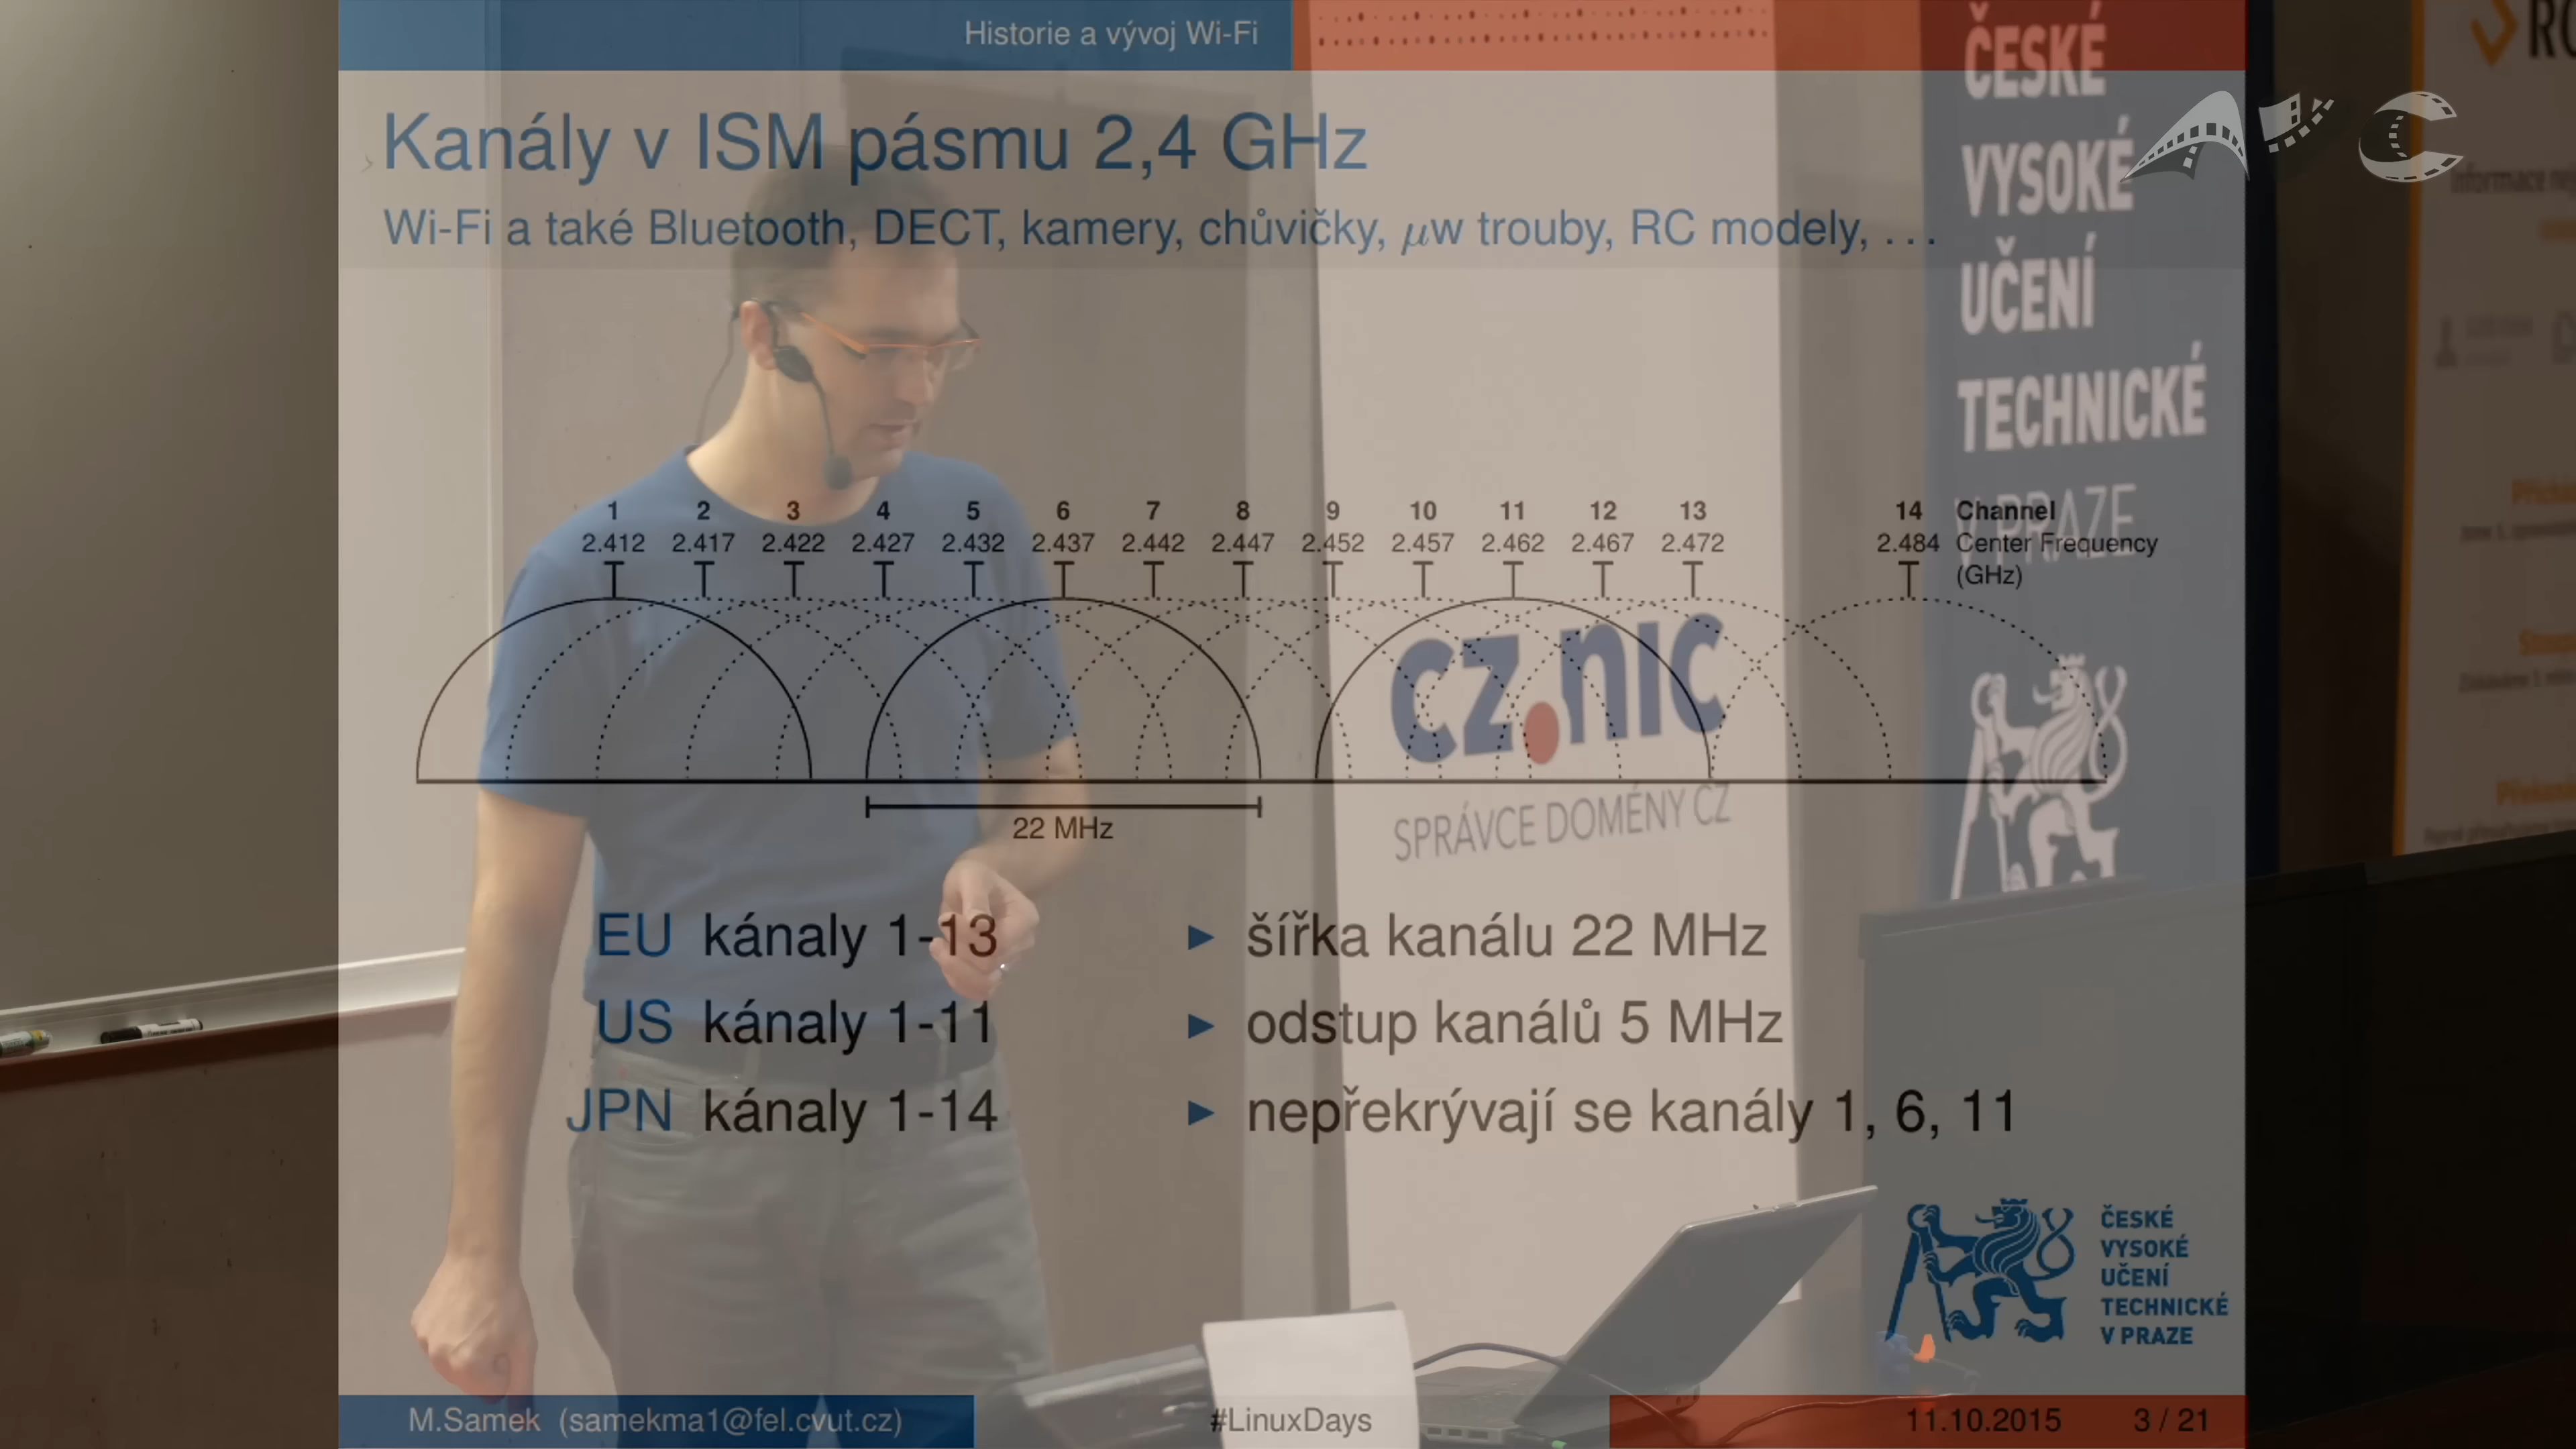 Historie a vývoj Wi-Fi
Kanály v ISM pásmu 2,4 GHz
Wi-Fi a také Bluetooth, DECT, kamery, chůvičky, μw trouby, RC modely, ...
1 2 3 4 5 6 7 8 9 10 11 12 13 14 Channel
2.412 2.417 2.422 2.427 2.432 2.437 2.442 2.447 2.452 2.457 2.462 2.467 2.472 2.484 Center Frequency
(GHz)
22 MHz
EU kánaly 1-13
US kánaly 1-11
JPN kánaly 1-14
šířka kanálu 22 MHz
odstup kanálů 5 MHz
nepřekrývají se kanály 1, 6, 11
ČESKÉ
VYSOKÉ
UČENÍ
TECHNICKÉ
V PRAZE
M.Samek (samekma1@fel.cvut.cz)
#LinuxDays
11.10.2015 3 / 21
ČESKÉ
VYSOKÉ
UČENÍ
TECHNICKÉ
V PRAZE
CZ.NIC
SPRÁVCE DOMÉNY CZ
AVC